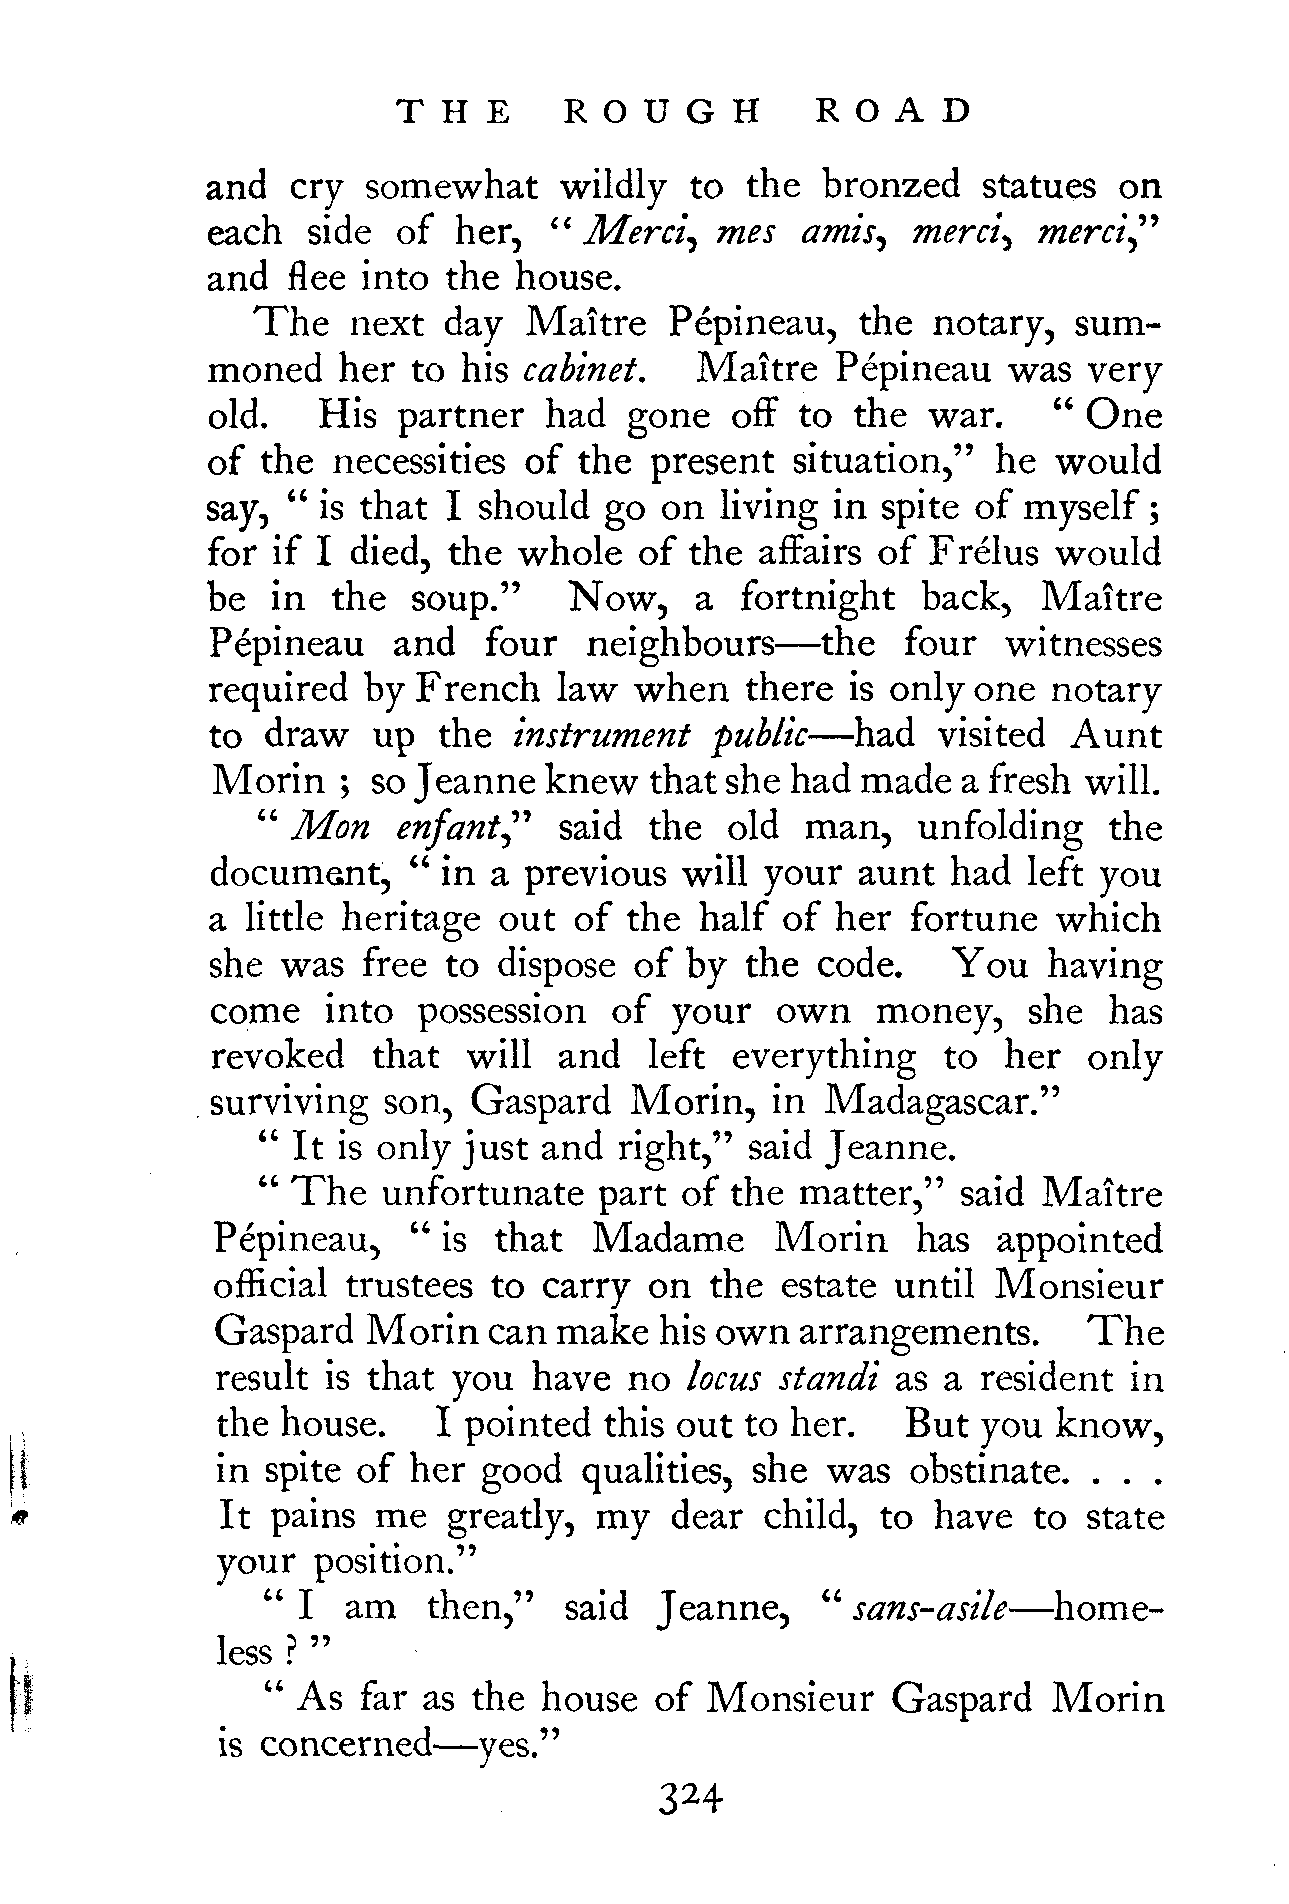 THE ROUGH ROAD
and cry somewhat wildly to the bronzed statues on
each side of her, “ Merci, mes amis, merci, merci,”
and flee into the house.
The next day Maître Pépineau, the notary, sum-
moned her to his cabinet. Maître Pépineau was very
old. His partner had gone off to the war. “ One
of the necessities of the present situation,” he would
say, “ is that I should go on living in spite of myself ;
for if I died, the whole of the affairs of Frélus would
be in the soup.” Now, a fortnight back, Maître
Pépineau and four neighbours—the four witnesses
required by French law when there is only one notary
to draw up the instrument public—had visited Aunt
Morin ; so Jeanne knew that she had made a fresh will.
“ Mon enfant,” said the old man, unfolding the
document, “ in a previous will your aunt had left you
a little heritage out of the half of her fortune which
she was free to dispose of by the code. You having
come into possession of your own money, she has
revoked that will and left everything to her only
surviving son, Gaspard Morin, in Madagascar.”
“ It is only just and right,” said Jeanne.
“ The unfortunate part of the matter,” said Maître
Pépineau, “ is that Madame Morin has appointed
official trustees to carry on the estate until Monsieur
Gaspard Morin can make his own arrangements. The
result is that you have no locus standi as a resident in
the house. I pointed this out to her. But you know,
in spite of her good qualities, she was obstinate. . . .
It pains me greatly, my dear child, to have to state
your position.”
“ I am then,” said Jeanne, “ sans-asile—home-
less ? ”
“ As far as the house of Monsieur Gaspard Morin
is concerned—yes.”
324